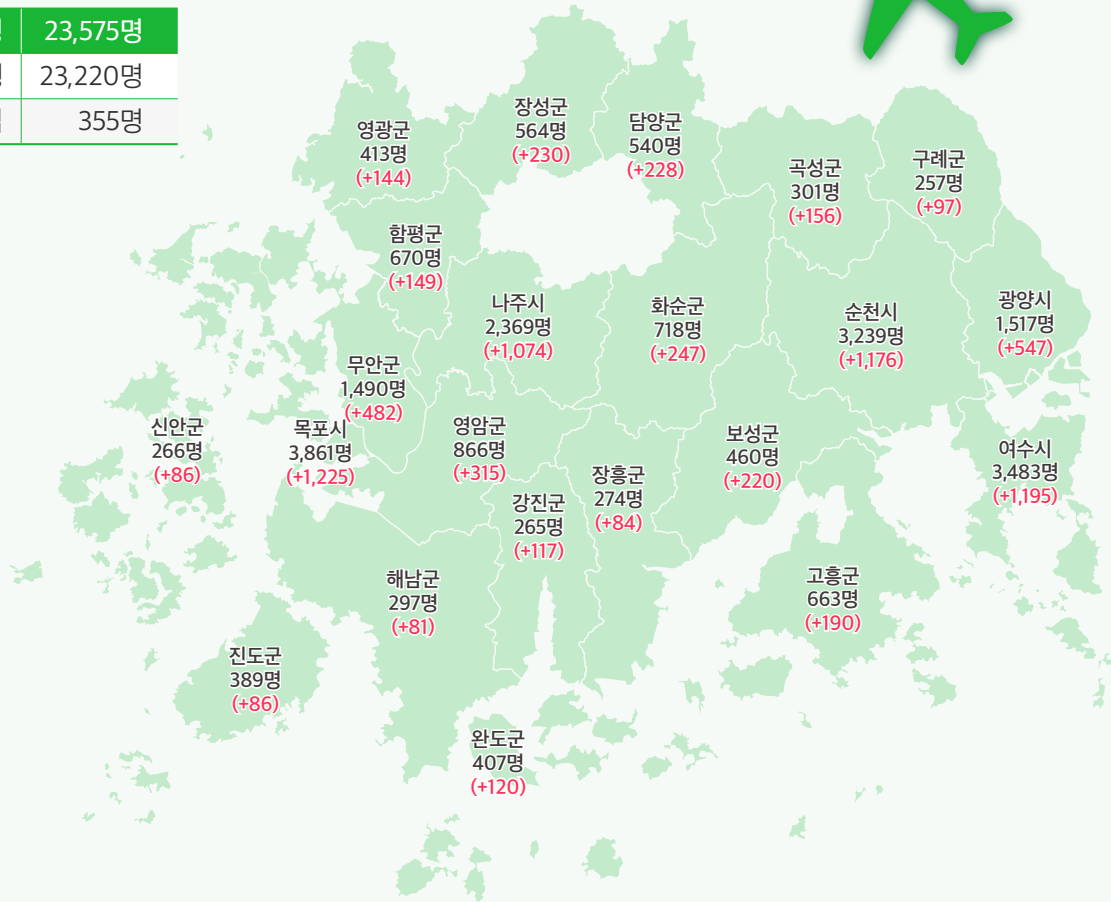 23,575명
23,220명
355명
장성군
564명
(+230)
담양군
540명
(+228)
영광군
413명
(+144)
곡성군
301명
(+156)
구례군
257명
(+97)
함평군
670명
(+149)
나주시
2,369명
(+1,074)
화순군
718명
(+247)
순천시
3,239명
(+1,176)
광양시
1,517명
(+547)
무안군
1,490명
(+482)
신안군
266명
(+86)
목포시
3,861명
(+1,225)
영암군
866명
(+315)
보성군
460명
(+220)
여수시
3,483명
(+1,195)
장흥군
274명
(+84)
강진군
265명
(+117)
해남군
297명
(+81)
고흥군
663명
(+190)
진도군
389명
(+86)
완도군
407명
(+120)